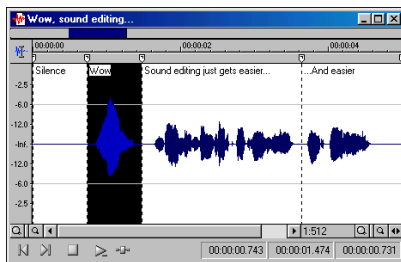 Wow, sound editing...
00:00:00 00:00:02 00:00:04
Silence Wow Sound editing just gets easier... ...And easier
-2.5-
-6.0-
-12.0-
-Inf.-
-12.0-
-6.0-
-2.5-
1:512
00:00:00.743 00:00:01.474 00:00:00.731